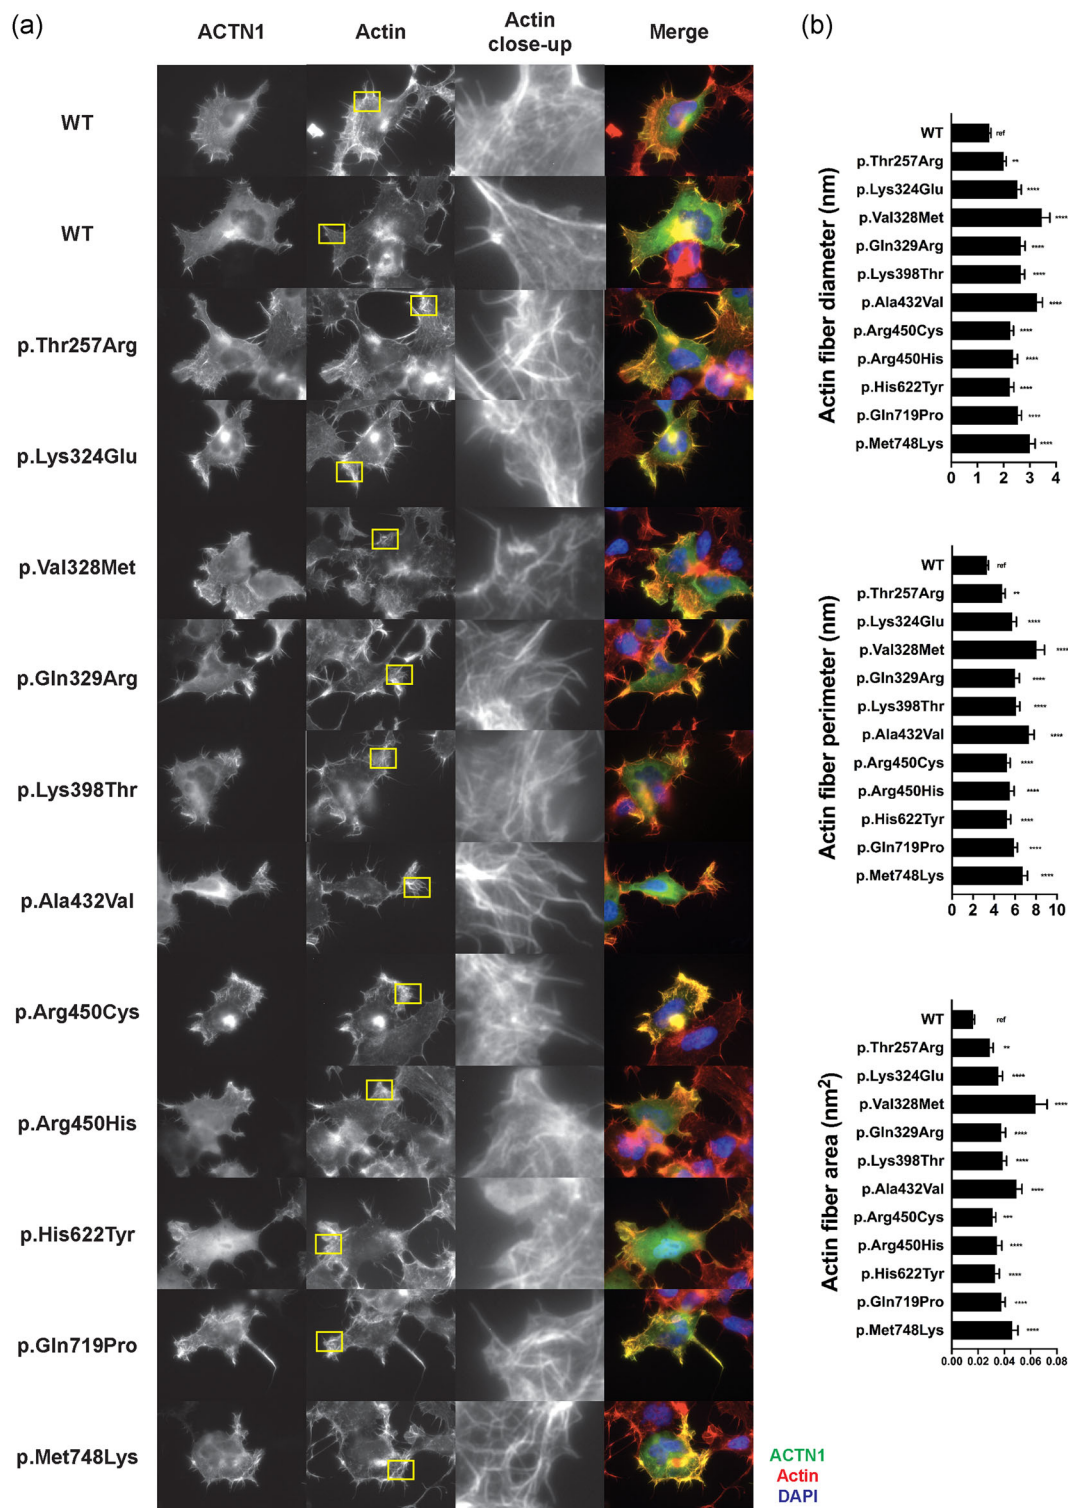 (a)
ACTN1
Actin
Actin
close-up
Merge
WT
WT
p.Thr257Arg
p.Lys324Glu
p.Val328Met
p.Gln329Arg
p.Lys398Thr
p.Ala432Val
p.Arg450Cys
p.Arg450His
p.His622Tyr
p.Gln719Pro
p.Met748Lys
ACTN1
Actin
DAPI
(b)
Actin fiber diameter (nm)
WT ref
p.Thr257Arg **
p.Lys324Glu ****
p.Val328Met ****
p.Gln329Arg ****
p.Lys398Thr ****
p.Ala432Val ****
p.Arg450Cys ****
p.Arg450His ****
p.His622Tyr ****
p.Gln719Pro ****
p.Met748Lys ****
0 1 2 3 4
Actin fiber perimeter (nm)
WT ref
p.Thr257Arg **
p.Lys324Glu ****
p.Val328Met ****
p.Gln329Arg ****
p.Lys398Thr ****
p.Ala432Val ****
p.Arg450Cys ****
p.Arg450His ****
p.His622Tyr ****
p.Gln719Pro ****
p.Met748Lys ****
0 2 4 6 8 10
Actin fiber area (nm²)
WT ref
p.Thr257Arg **
p.Lys324Glu ****
p.Val328Met ****
p.Gln329Arg ****
p.Lys398Thr ****
p.Ala432Val ****
p.Arg450Cys ***
p.Arg450His ****
p.His622Tyr ****
p.Gln719Pro ****
p.Met748Lys ****
0.00 0.02 0.04 0.06 0.08